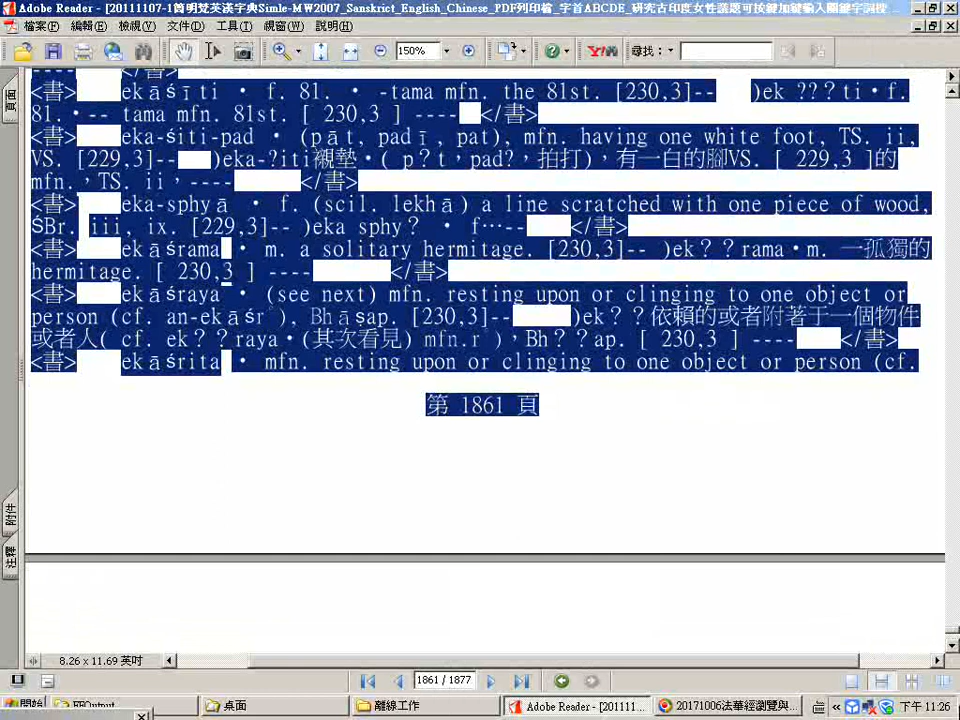 Adobe Reader - [20111107-1簡明梵英漢字典Simle-MW2007_Sanskrict_English_Chinese_PDF列印檔_字首ABCDE_研究古印度女性議題可按鍵加鍵輸入關鍵字詞搜
檔案(F) 編輯(E) 檢視(V) 文件(D) 工具(T) 視窗(W) 說明(H)
150% 尋找:
頁面
---- </書>
<書> ekāśīti • f. 81. • -tama mfn. the 81st. [230,3]-- )ek ???ti•f.
81.•-- tama mfn. 81st. [ 230,3 ] ---- </書>
<書> eka-śiti-pad • (pāt, padī, pat), mfn. having one white foot, TS. ii,
VS. [229,3]-- )eka-?iti襯墊•( p?t，pad?，拍打)，有一白的腳VS. [ 229,3 ]的
mfn.，TS. ii，---- </書>
<書> eka-sphyā • f. (scil. lekhā) a line scratched with one piece of wood,
ŚBr. iii, ix. [229,3]-- )eka sphy? • f…-- </書>
<書> ekāśrama • m. a solitary hermitage. [230,3]-- )ek??rama•m. 一孤獨的
hermitage. [ 230,3 ] ---- </書>
<書> ekāśraya • (see next) mfn. resting upon or clinging to one object or
person (cf. an-ekāśr°), Bhāṣap. [230,3]-- )ek??依賴的或者附著于一個物件
或者人( cf. ek??raya•(其次看見) mfn.r°)，Bh??ap. [ 230,3 ] ---- </書>
<書> ekāśrita • mfn. resting upon or clinging to one object or person (cf.
第 1861 頁
附件
注釋
8.26 x 11.69 英吋
1861 / 1877
開始 FFOutput 桌面 離線工作 Adobe Reader - [201111... 20171006法華經瀏覽與... 下午 11:26